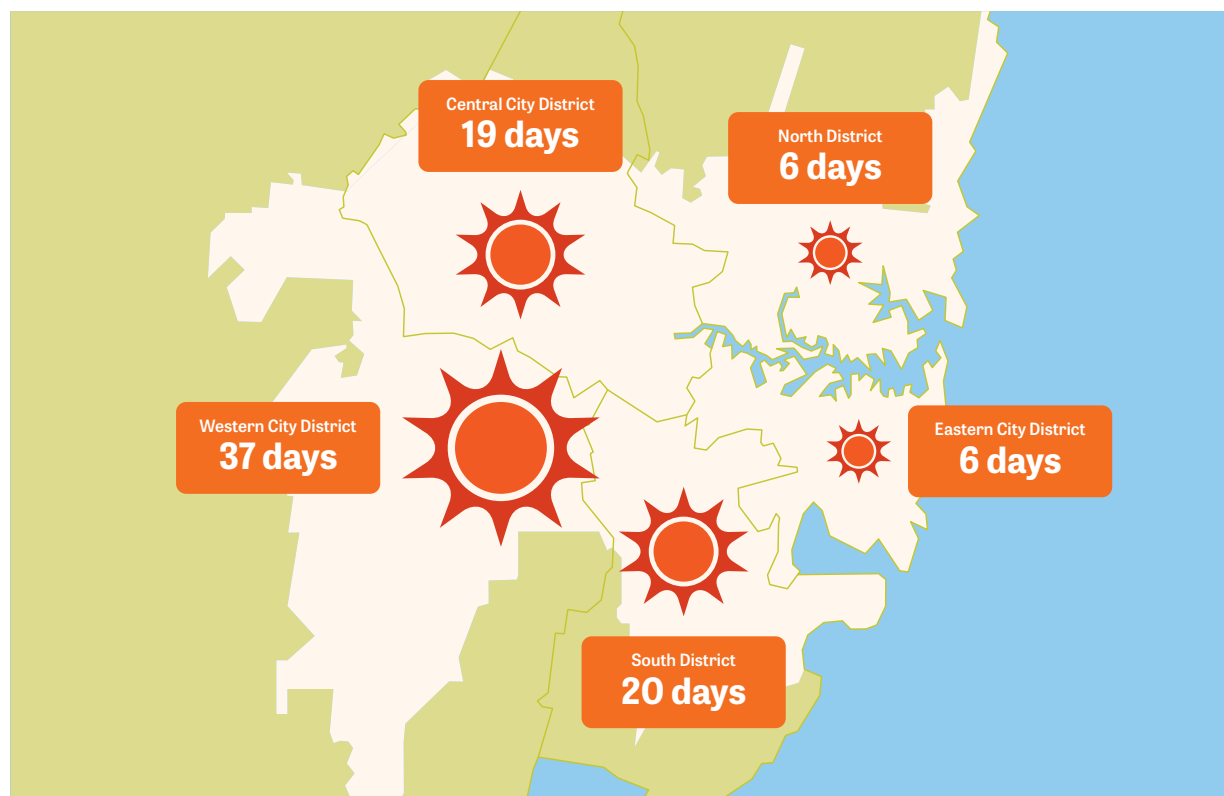 Central City District
19 days
North District
6 days
Western City District
37 days
Eastern City District
6 days
South District
20 days